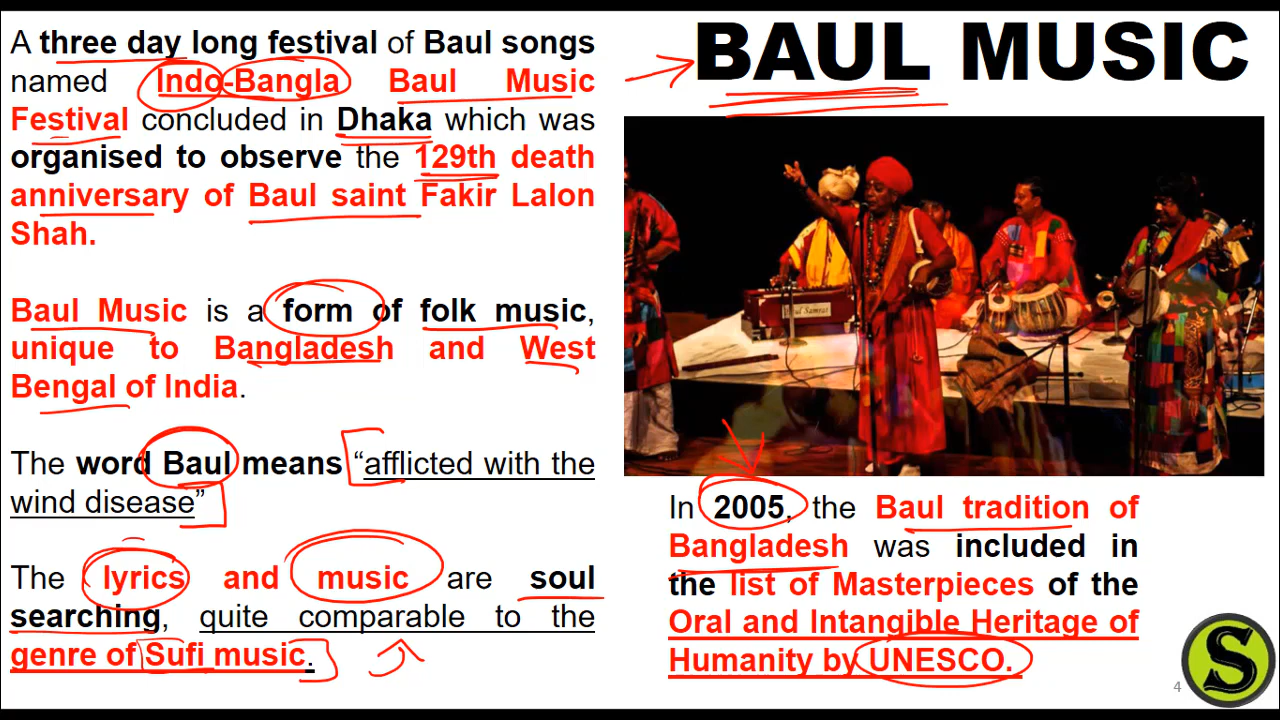 BAUL MUSIC
A three day long festival of Baul songs
named Indo-Bangla Baul Music
Festival concluded in Dhaka which was
organised to observe the 129th death
anniversary of Baul saint Fakir Lalon
Shah.
Baul Music is a form of folk music,
unique to Bangladesh and West
Bengal of India.
The word Baul means “afflicted with the
wind disease”
The lyrics and music are soul
searching, quite comparable to the
genre of Sufi music.
Baul Samrat
In 2005, the Baul tradition of
Bangladesh was included in
the list of Masterpieces of the
Oral and Intangible Heritage of
Humanity by UNESCO.
4
S